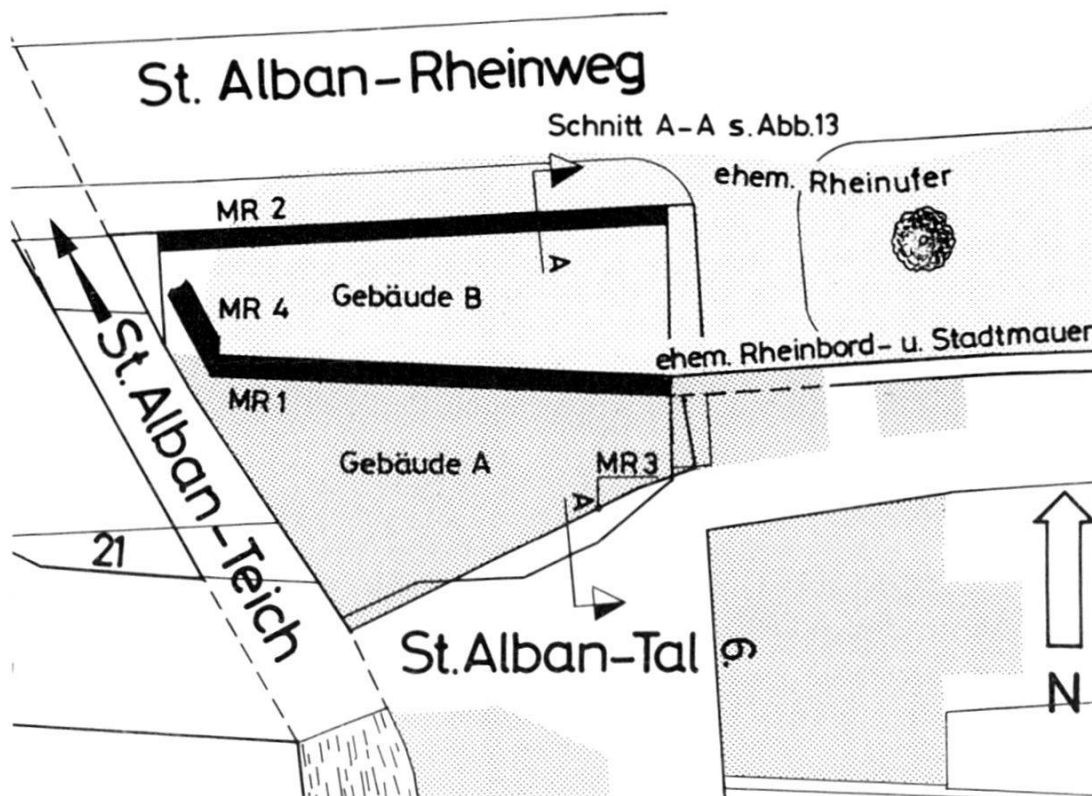 St. Alban-Rheinweg
Schnitt A-A s. Abb.13
ehem. Rheinufer
MR 2
A
Gebäude B
MR 4
ehem. Rheinbord- u. Stadtmauer
MR 1
St. Alban-Teich
Gebäude A
MR 3
A
21
St. Alban-Tal
6.
N